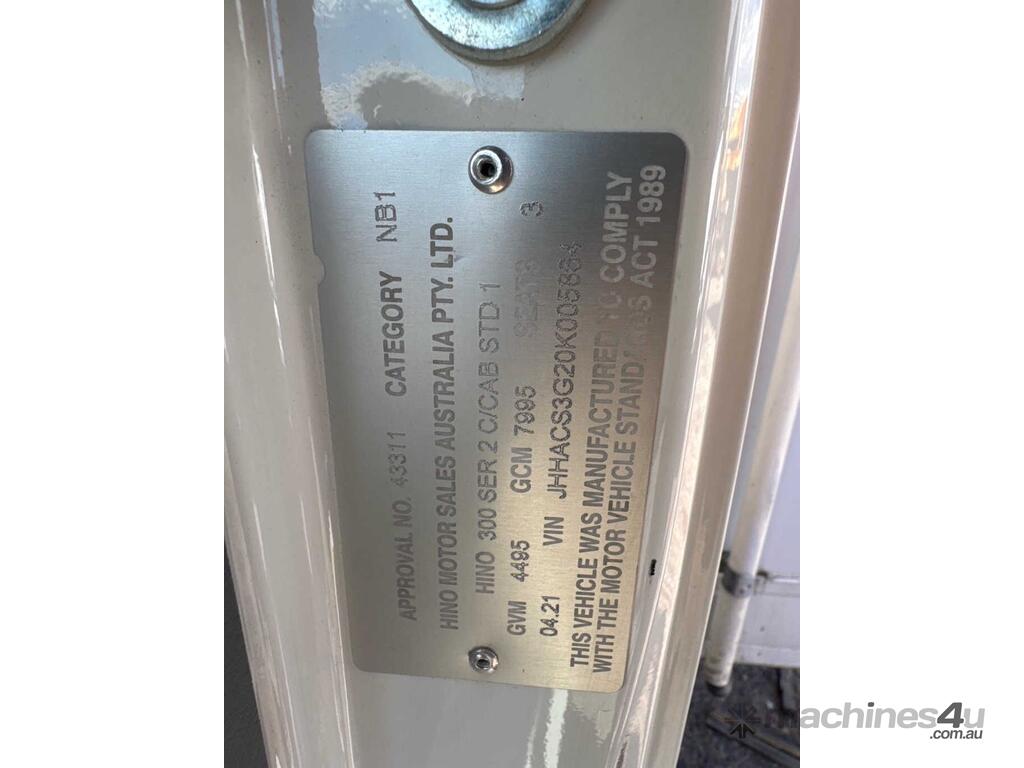 APPROVAL NO. 43311 CATEGORY NB1
HINO MOTOR SALES AUSTRALIA PTY. LTD.
HINO 300 SER 2 C/CAB STD 1
GVM 4495 GCM 7995 SEATS 3
04.21 VIN JHHACS3G20K005884
THIS VEHICLE WAS MANUFACTURED TO COMPLY
WITH THE MOTOR VEHICLE STANDARDS ACT 1989
machines4u
.com.au